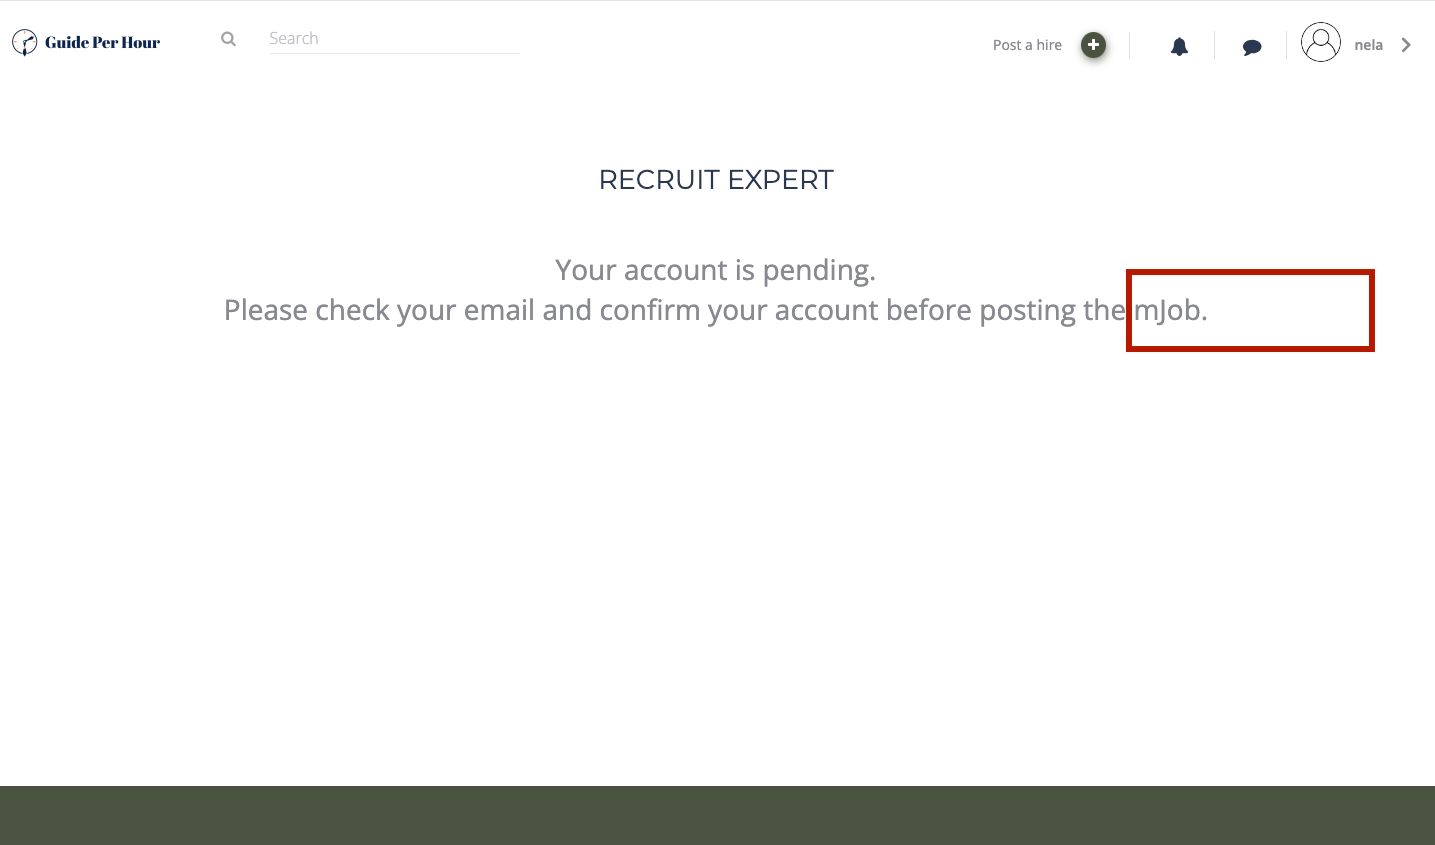 Guide Per Hour
Search
Post a hire
nela
RECRUIT EXPERT
Your account is pending.
Please check your email and confirm your account before posting the mJob.